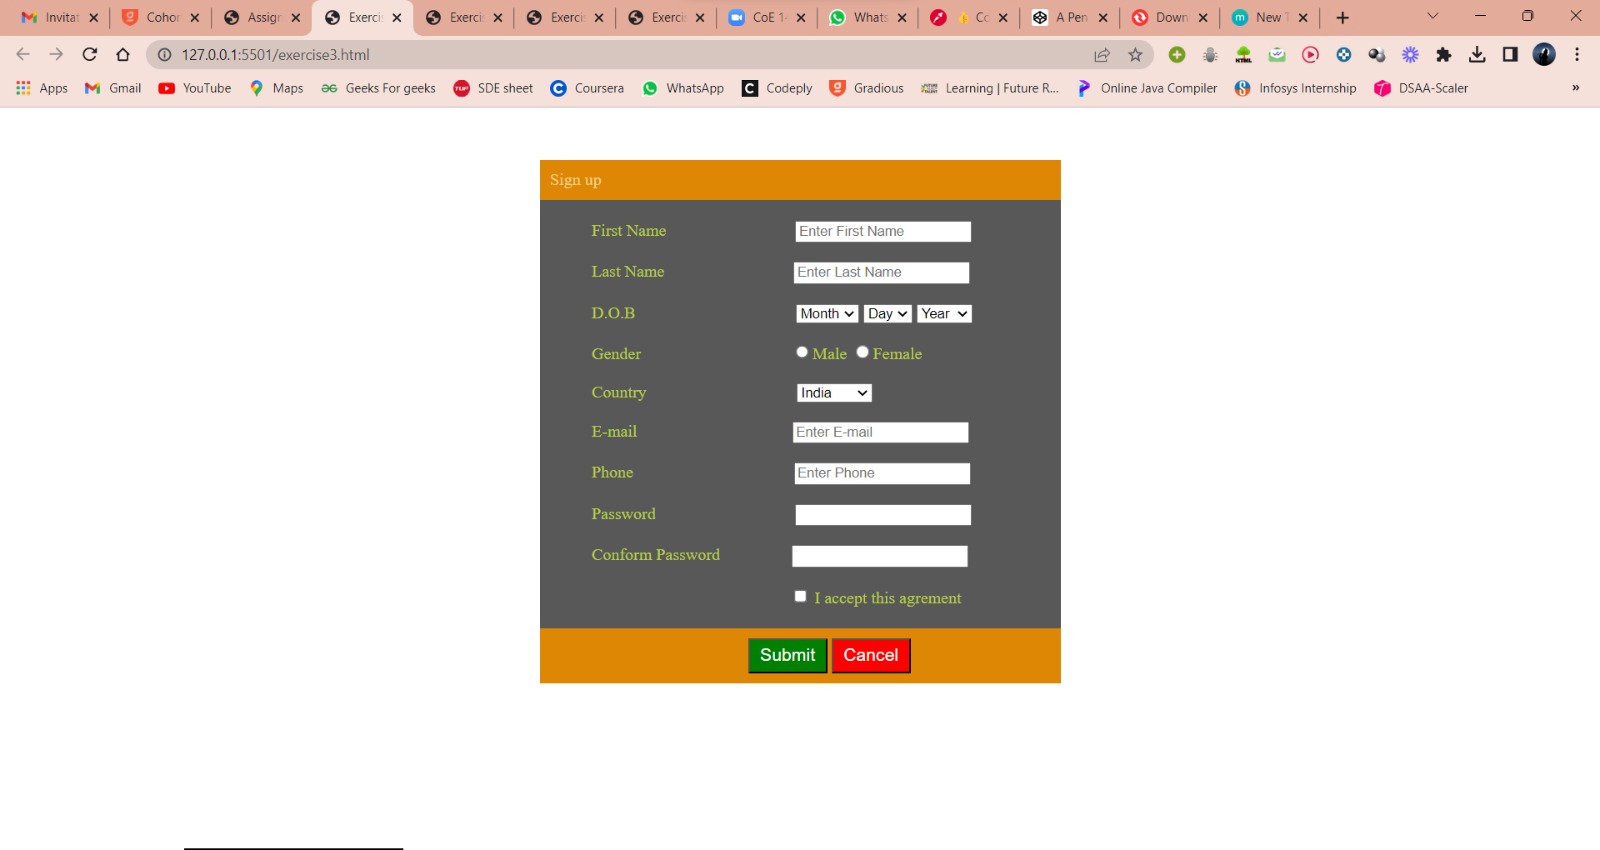 Invitat Cohor Assigr Exerci Exerci Exerci Exerci CoE 1 Whats Co A Pen Down New T
127.0.0.1:5501/exercise3.html
Apps Gmail YouTube Maps Geeks For geeks SDE sheet Coursera WhatsApp Codeply Gradious Learning | Future R... Online Java Compiler Infosys Internship DSAA-Scaler »
Sign up
First Name Enter First Name
Last Name Enter Last Name
D.O.B Month Day Year
Gender Male Female
Country India
E-mail Enter E-mail
Phone Enter Phone
Password
Conform Password
I accept this agrement
Submit Cancel